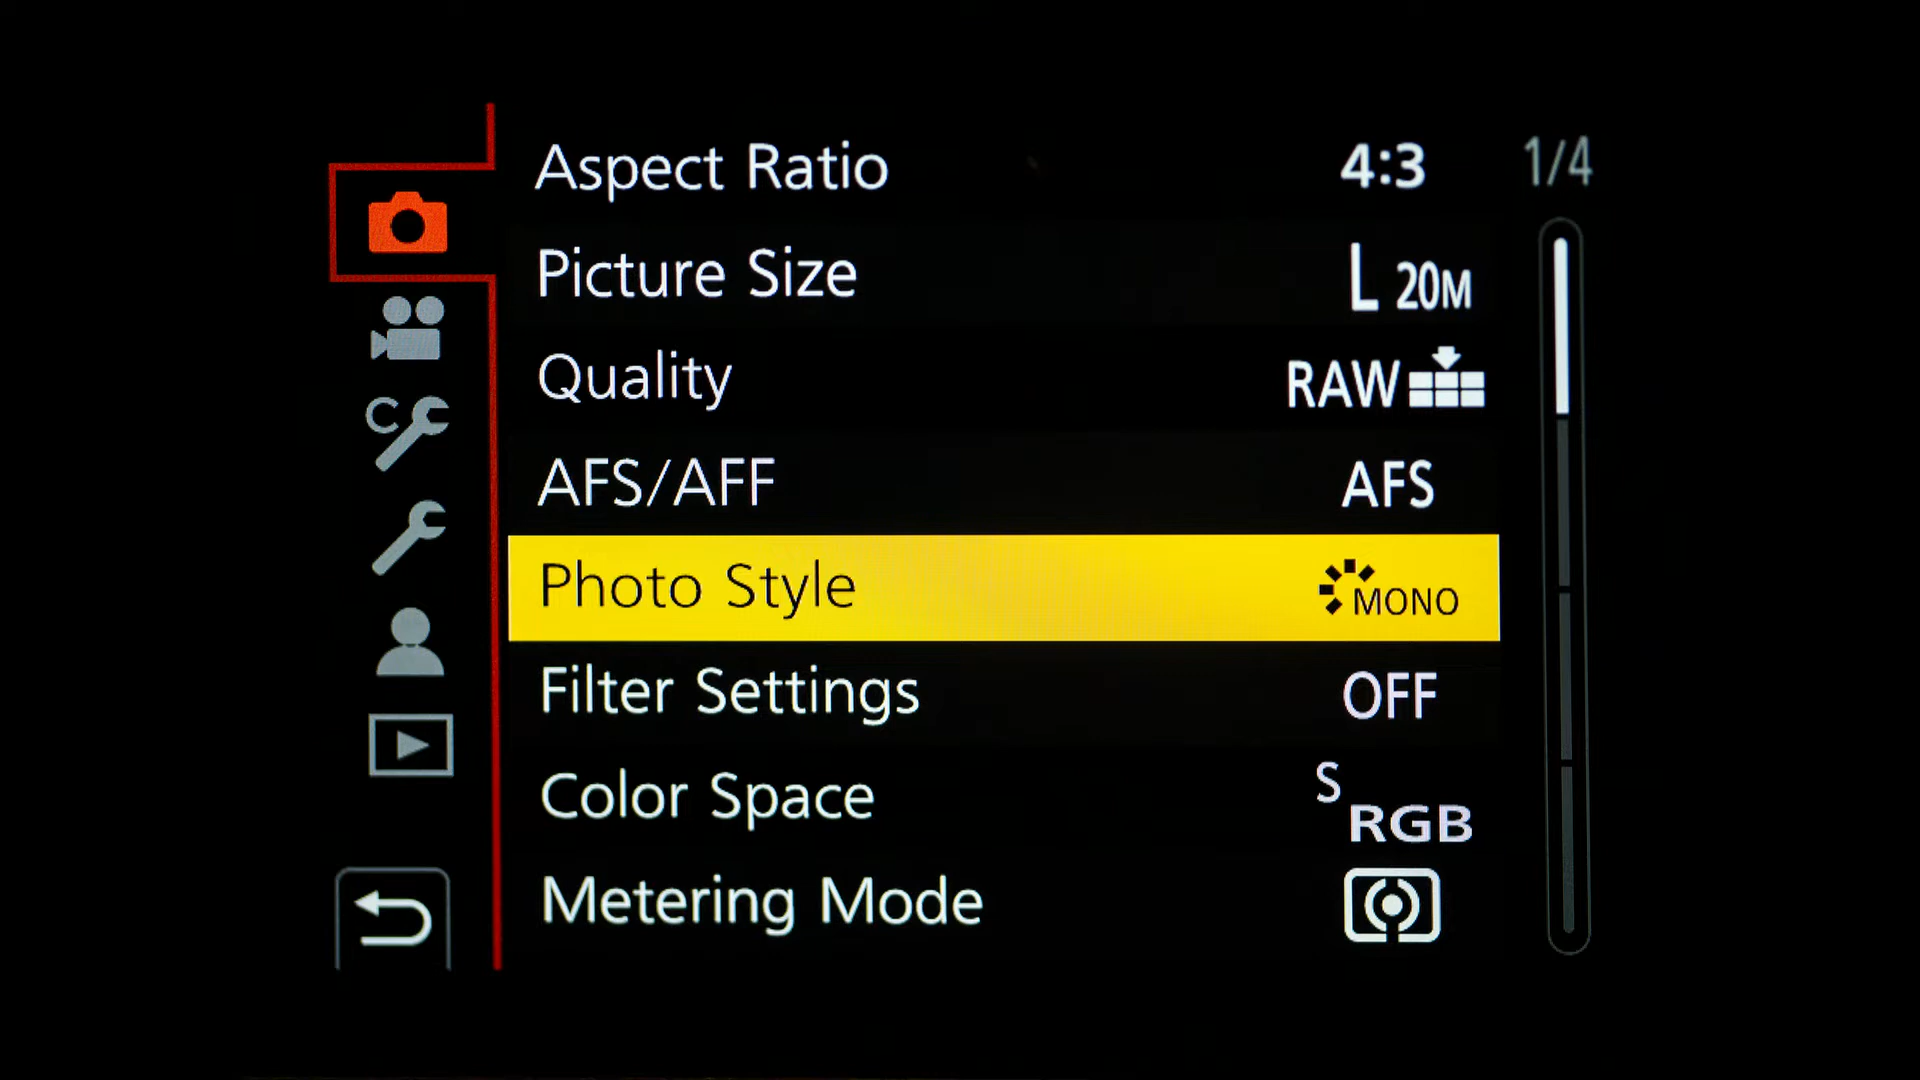 Aspect Ratio 4:3 1/4
Picture Size L 20M
Quality RAW
AFS/AFF AFS
Photo Style MONO
Filter Settings OFF
C
Color Space sRGB
Metering Mode